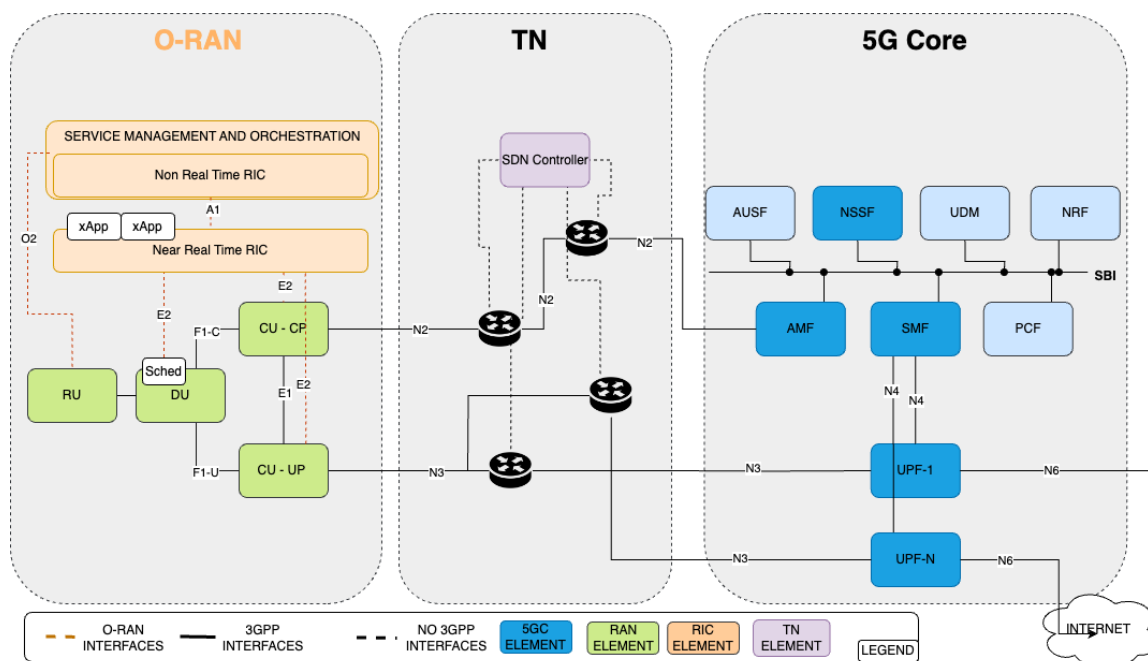 O-RAN
TN
5G Core
SERVICE MANAGEMENT AND ORCHESTRATION
Non Real Time RIC
A1
O2
xApp
xApp
Near Real Time RIC
E2
E2
E2
F1-C
CU - CP
Sched
RU
DU
E1
F1-U
CU - UP
SDN Controller
N2
N2
N2
N3
N3
N3
AUSF
NSSF
UDM
NRF
SBI
AMF
SMF
PCF
N4
N4
UPF-1
N6
UPF-N
N6
INTERNET
O-RAN
INTERFACES
3GPP
INTERFACES
NO 3GPP
INTERFACES
5GC
ELEMENT
RAN
ELEMENT
RIC
ELEMENT
TN
ELEMENT
LEGEND